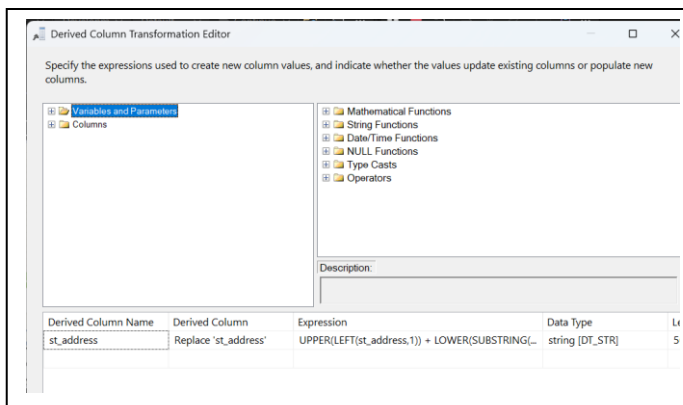 Derived Column Transformation Editor
Specify the expressions used to create new column values, and indicate whether the values update existing columns or populate new
columns.
Variables and Parameters
Columns
Mathematical Functions
String Functions
Date/Time Functions
NULL Functions
Type Casts
Operators
Description:
Derived Column Name Derived Column Expression Data Type Le
st_address Replace 'st_address' UPPER(LEFT(st_address,1)) + LOWER(SUBSTRING(... string [DT_STR] 5